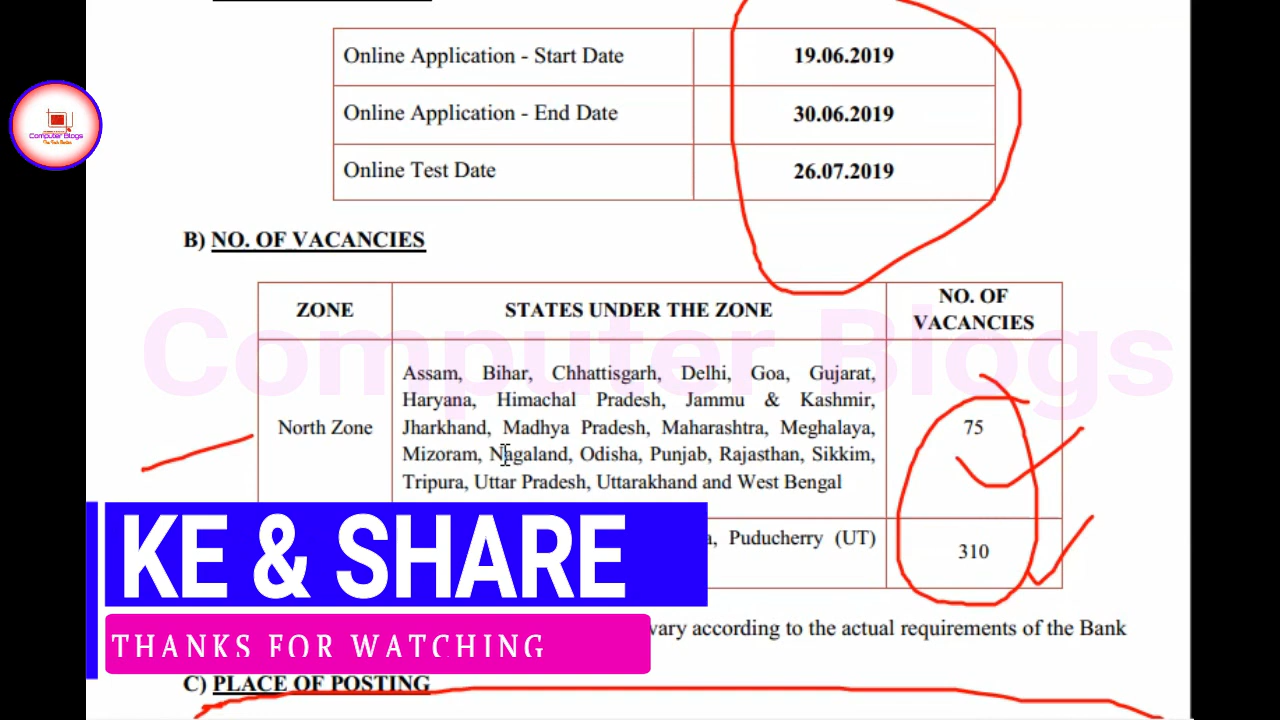 Online Application - Start Date 19.06.2019
Online Application - End Date 30.06.2019
Online Test Date 26.07.2019
Computer Blogs
B) NO. OF VACANCIES
ZONE STATES UNDER THE ZONE NO. OF VACANCIES
Computer Blogs
Assam, Bihar, Chhattisgarh, Delhi, Goa, Gujarat,
Haryana, Himachal Pradesh, Jammu & Kashmir,
North Zone Jharkhand, Madhya Pradesh, Maharashtra, Meghalaya, 75
Mizoram, Nagaland, Odisha, Punjab, Rajasthan, Sikkim,
Tripura, Uttar Pradesh, Uttarakhand and West Bengal
a, Puducherry (UT)
310
KE & SHARE
THANKS FOR WATCHING
vary according to the actual requirements of the Bank
C) PLACE OF POSTING